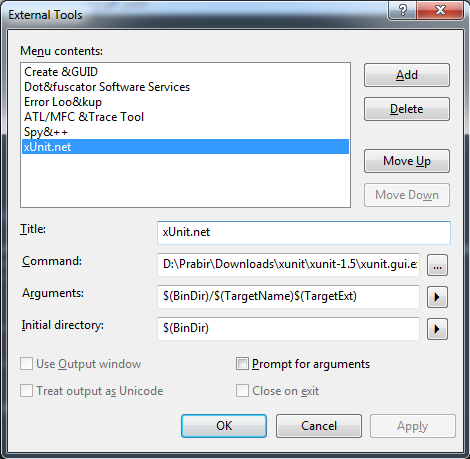 External Tools
Menu contents:
Create &GUID
Dot&fuscator Software Services
Error Loo&kup
ATL/MFC &Trace Tool
Spy&++
xUnit.net
Add
Delete
Move Up
Move Down
Title:
xUnit.net
Command:
D:\Prabir\Downloads\xunit\xunit-1.5\xunit.gui.e
...
Arguments:
$(BinDir)/$(TargetName)$(TargetExt)
Initial directory:
$(BinDir)
Use Output window
Prompt for arguments
Treat output as Unicode
Close on exit
OK
Cancel
Apply